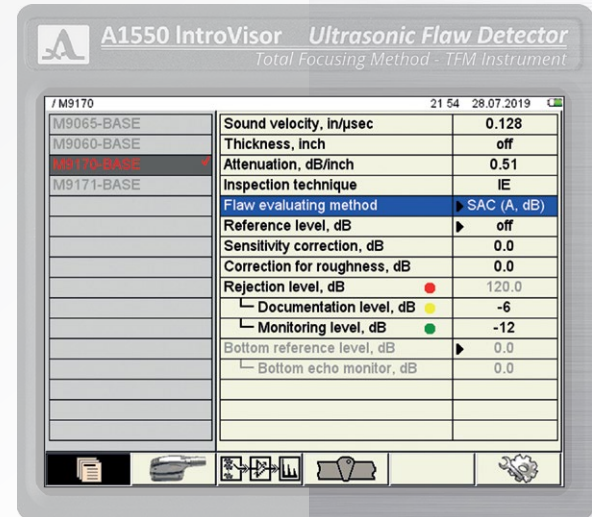 A1550 IntroVisor Ultrasonic Flaw Detector
Total Focusing Method - TFM Instrument
/ M9170 21 54 28.07.2019
M9065-BASE
M9060-BASE
M9170-BASE
M9171-BASE
Sound velocity, in/µsec 0.128
Thickness, inch off
Attenuation, dB/inch 0.51
Inspection technique IE
Flaw evaluating method SAC (A, dB)
Reference level, dB off
Sensitivity correction, dB 0.0
Correction for roughness, dB 0.0
Rejection level, dB 120.0
Documentation level, dB -6
Monitoring level, dB -12
Bottom reference level, dB 0.0
Bottom echo monitor, dB 0.0